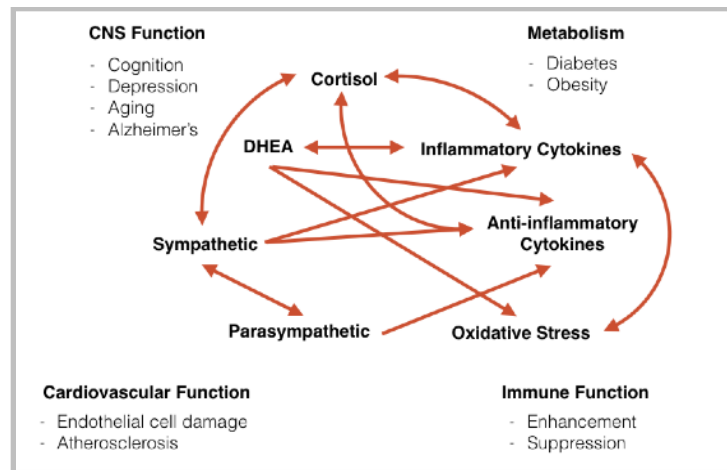 CNS Function
- Cognition
- Depression
- Aging
- Alzheimer's
Metabolism
- Diabetes
- Obesity
Cortisol
DHEA
Inflammatory Cytokines
Anti-inflammatory
Cytokines
Sympathetic
Parasympathetic
Oxidative Stress
Cardiovascular Function
- Endothelial cell damage
- Atherosclerosis
Immune Function
- Enhancement
- Suppression